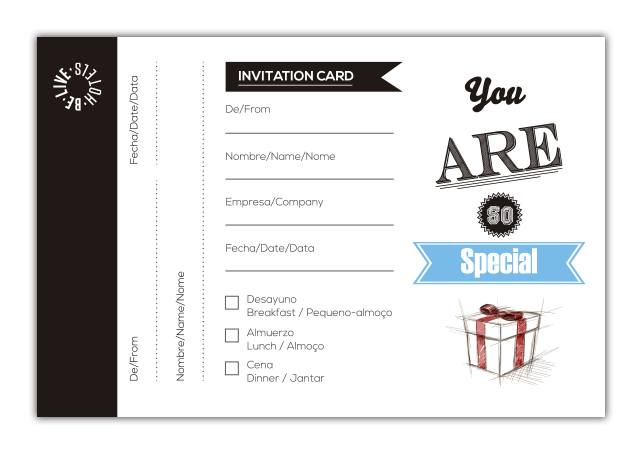 BE·LIVE·HOTELS·
Fecha/Date/Data
De/From
Nombre/Name/Nome
INVITATION CARD
De/From
Nombre/Name/Nome
Empresa/Company
Fecha/Date/Data
Desayuno
Breakfast / Pequeno-almoço
Almuerzo
Lunch / Almoço
Cena
Dinner / Jantar
You
ARE
SO
Special